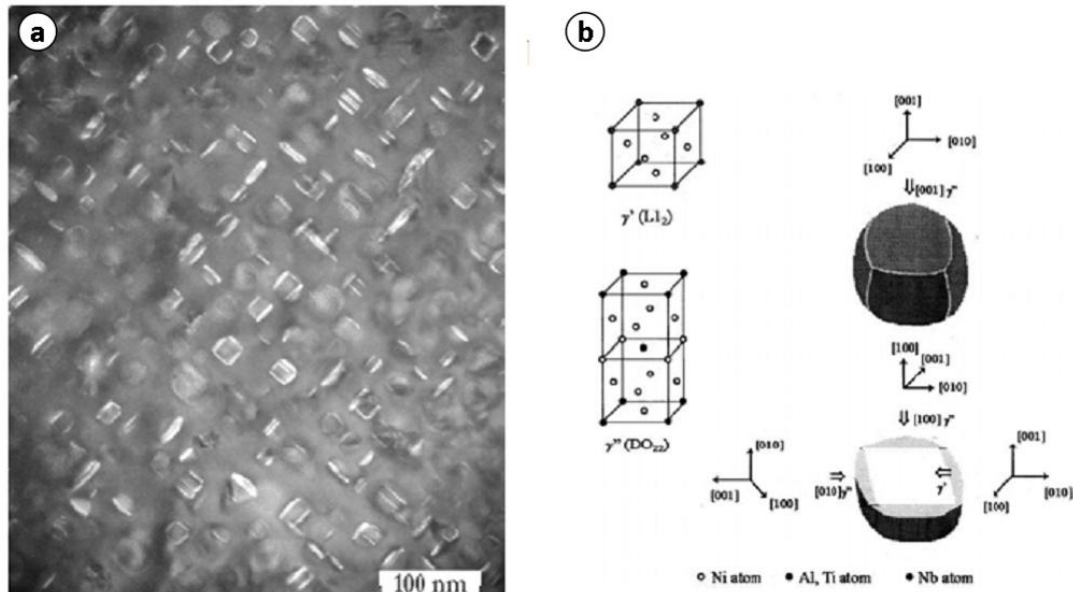 a
100 nm
b
[001]
[010]
[100]
γ' (L1₂)
[001] γ''
[100]
[001]
[010]
[100] γ''
γ'' (DO₂₂)
[010]
[001]
[100]
[010]γ''
γ'
[001]
[010]
[100]
Ni atom
Al, Ti atom
Nb atom